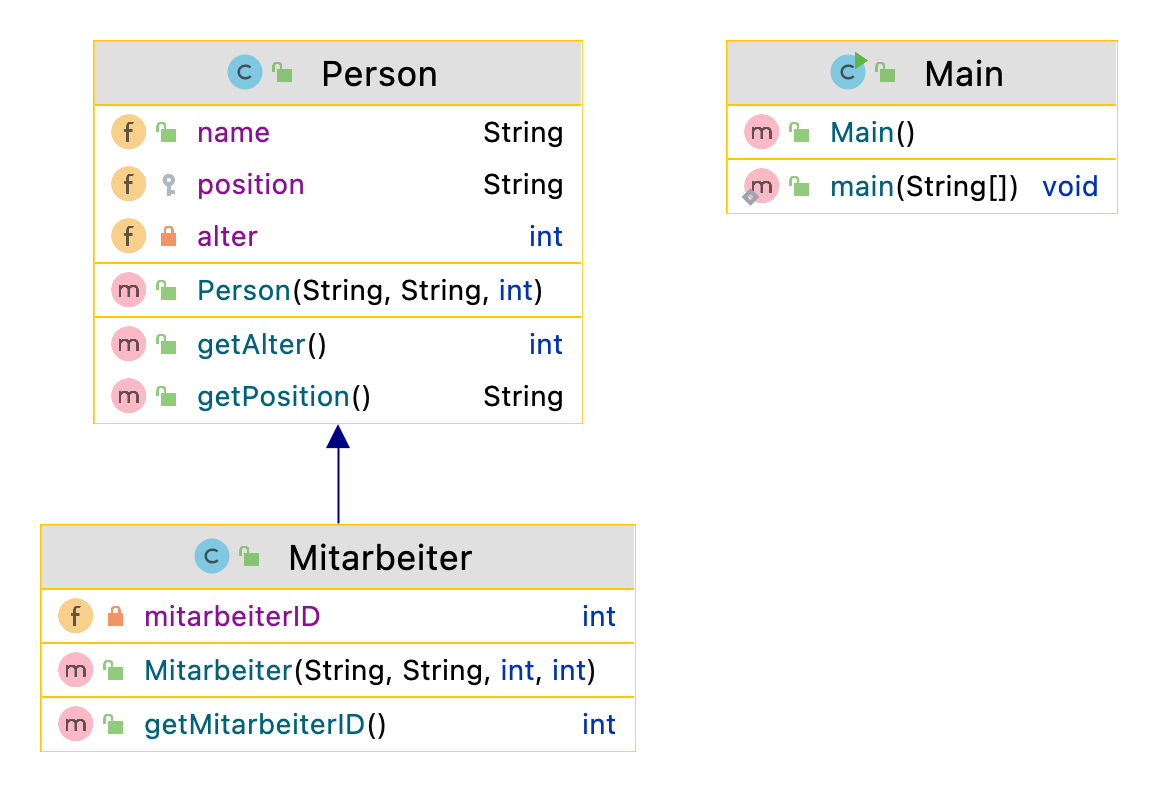 Person
name String
position String
alter int
Person(String, String, int)
getAlter() int
getPosition() String
Main
Main()
main(String[]) void
Mitarbeiter
mitarbeiterID int
Mitarbeiter(String, String, int, int)
getMitarbeiterID() int